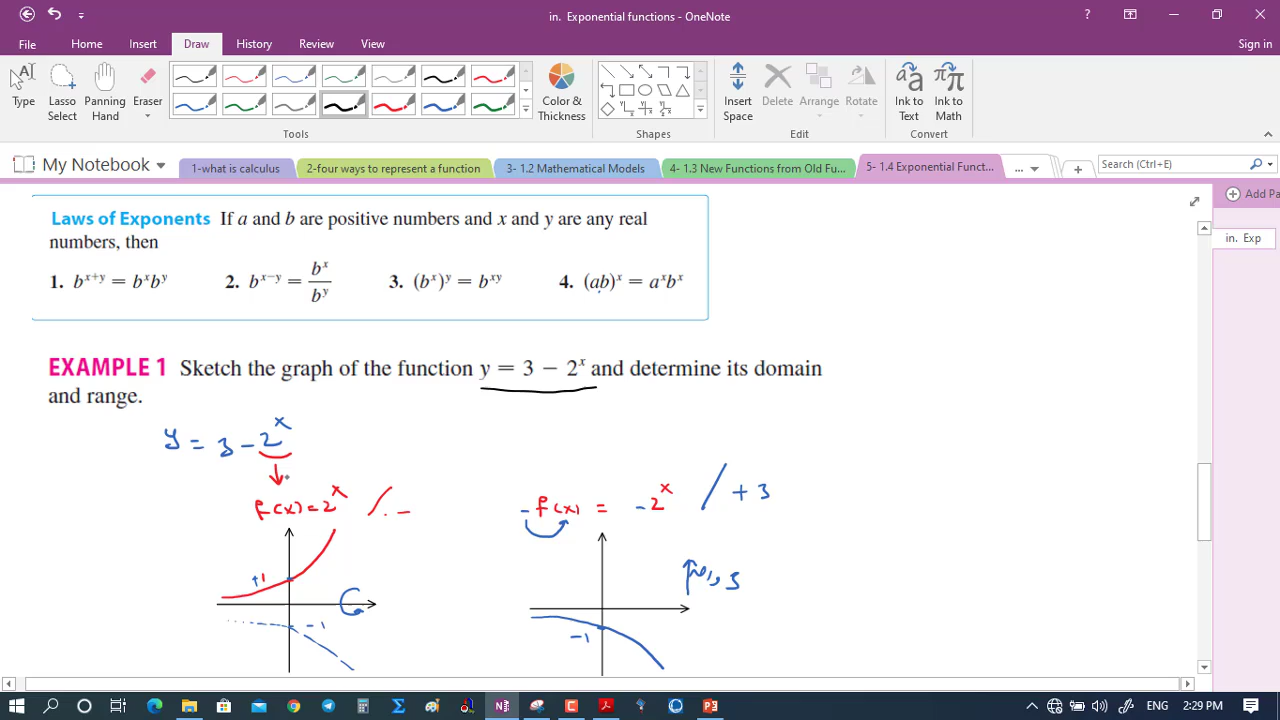 in. Exponential functions - OneNote
File Home Insert Draw History Review View
Sign in
Type
Lasso Select
Panning Hand
Eraser
Color & Thickness
Insert Space
Delete
Arrange
Rotate
Ink to Text
Ink to Math
Tools
Shapes
Edit
Convert
My Notebook
1-what is calculus
2-four ways to represent a function
3- 1.2 Mathematical Models
4- 1.3 New Functions from Old Fu...
5- 1.4 Exponential Funct...
...
Search (Ctrl+E)
Add Pa
in. Exp
Laws of Exponents If a and b are positive numbers and x and y are any real
numbers, then
1. b^{x+y} = b^x b^y 2. b^{x−y} = b^x / b^y 3. (b^x)^y = b^{xy} 4. (ab)^x = a^x b^x
EXAMPLE 1 Sketch the graph of the function y = 3 − 2^x and determine its domain
and range.
y = 3 - 2^x
f(x) = 2^x / . -
- f(x) = - 2^x / + 3
+1
-1
-1
3
ENG 2:29 PM